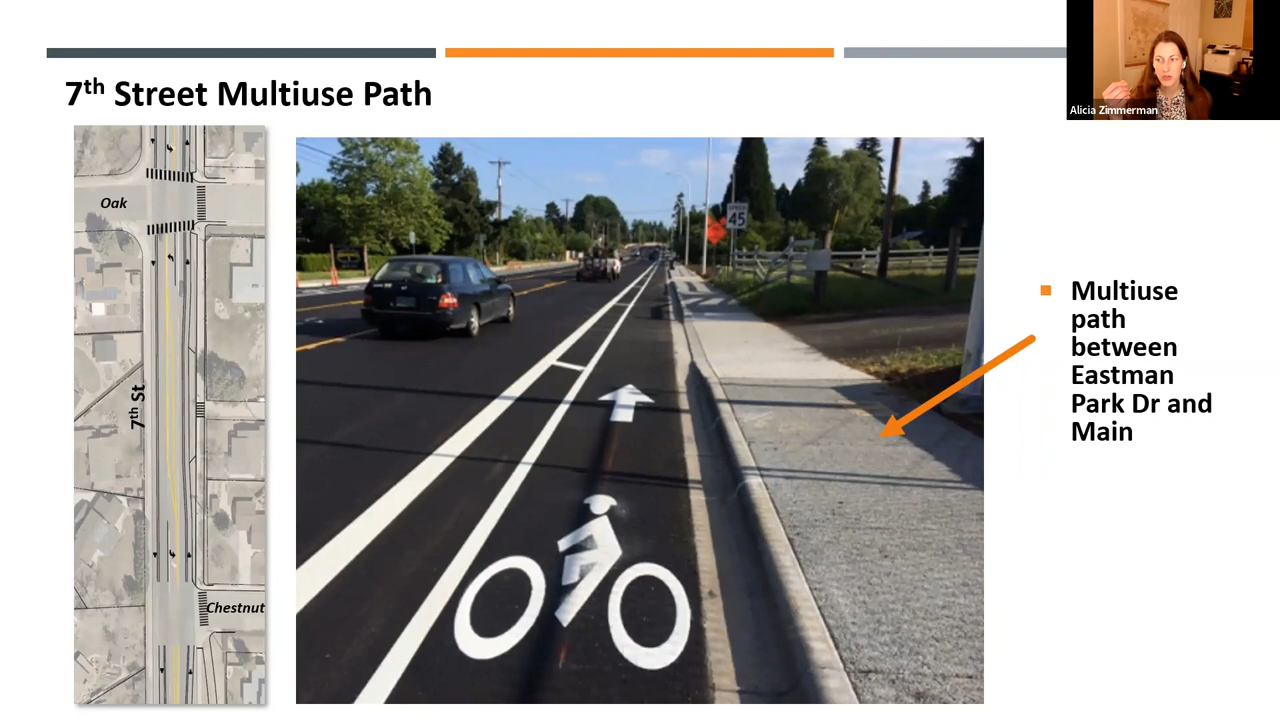 7th Street Multiuse Path
Alicia Zimmerman
Oak
7th St
Chestnut
SPEED
45
Multiuse
path
between
Eastman
Park Dr and
Main